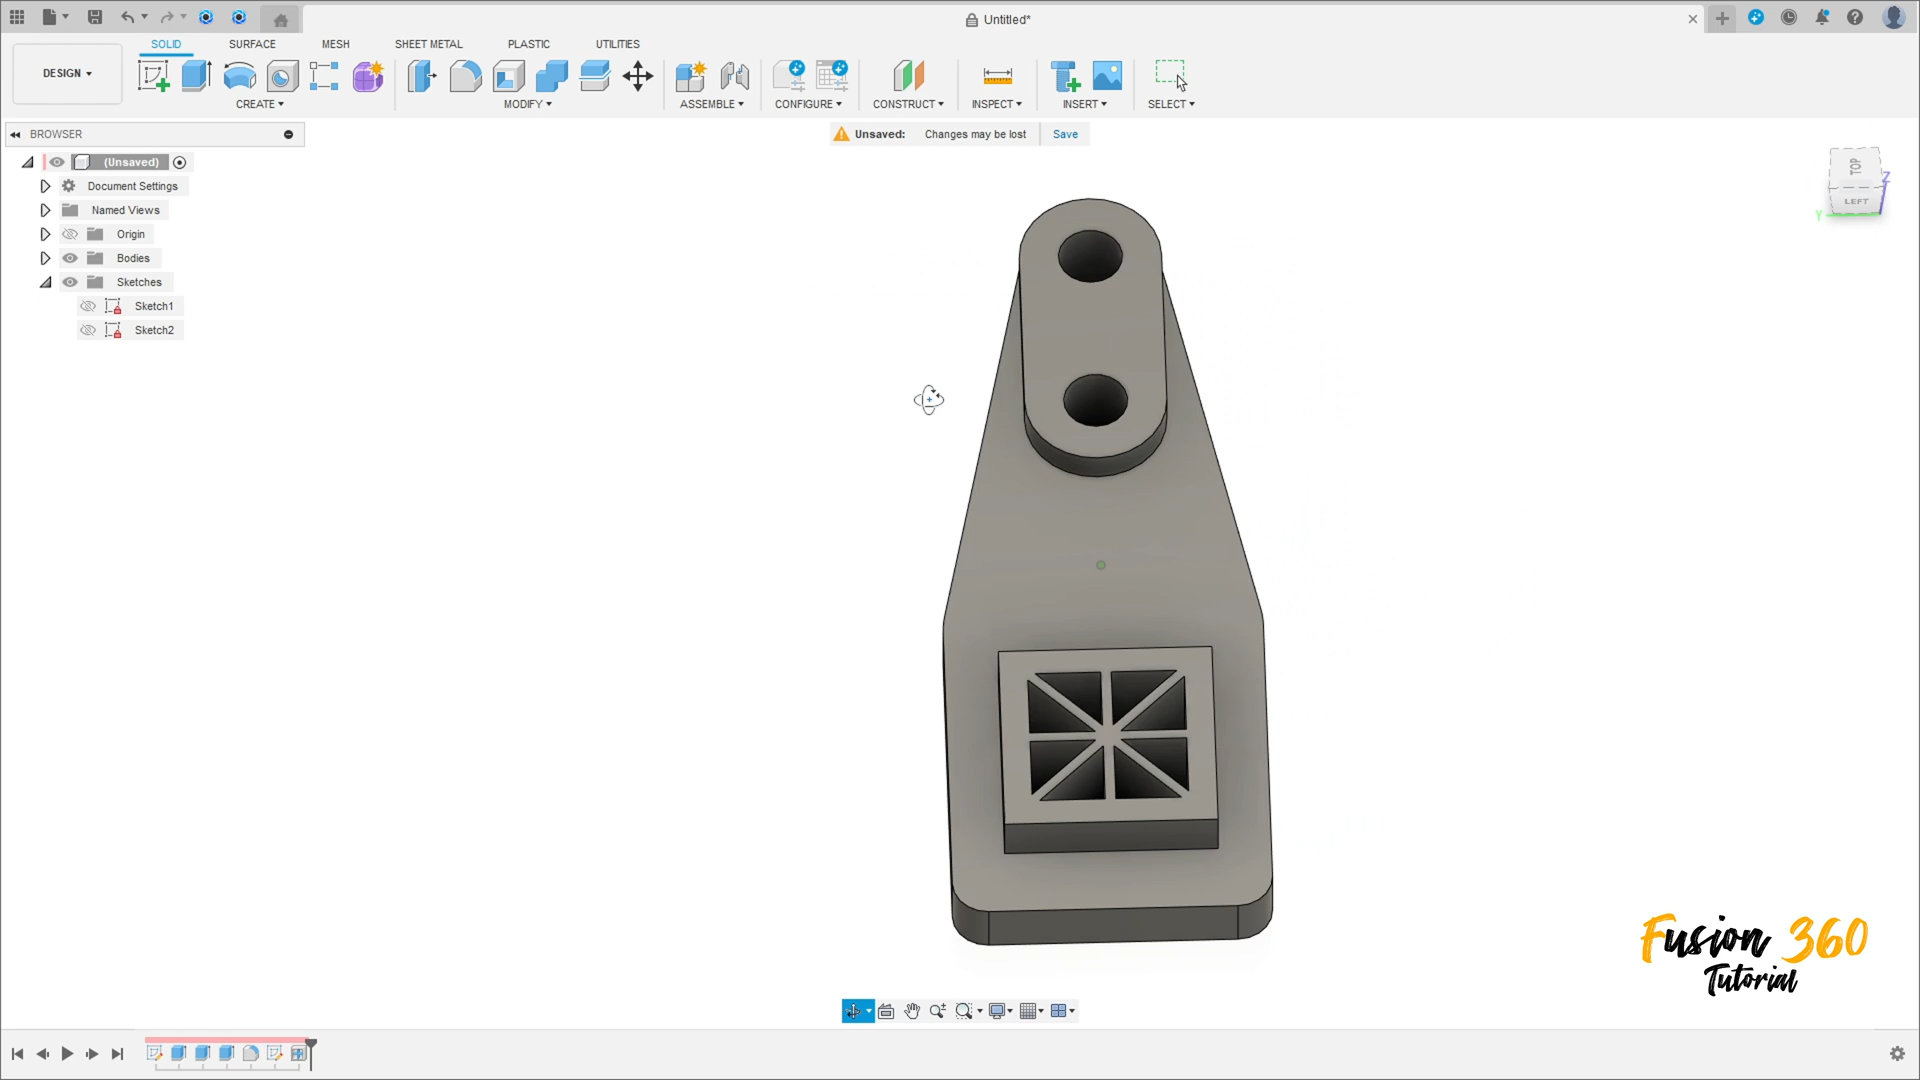 Untitled*
DESIGN
SOLID SURFACE MESH SHEET METAL PLASTIC UTILITIES
CREATE MODIFY ASSEMBLE CONFIGURE CONSTRUCT INSPECT INSERT SELECT
BROWSER
Unsaved: Changes may be lost Save
(Unsaved)
Document Settings
Named Views
Origin
Bodies
Sketches
Sketch1
Sketch2
TOP
LEFT
Z
Y
Fusion 360
Tutorial